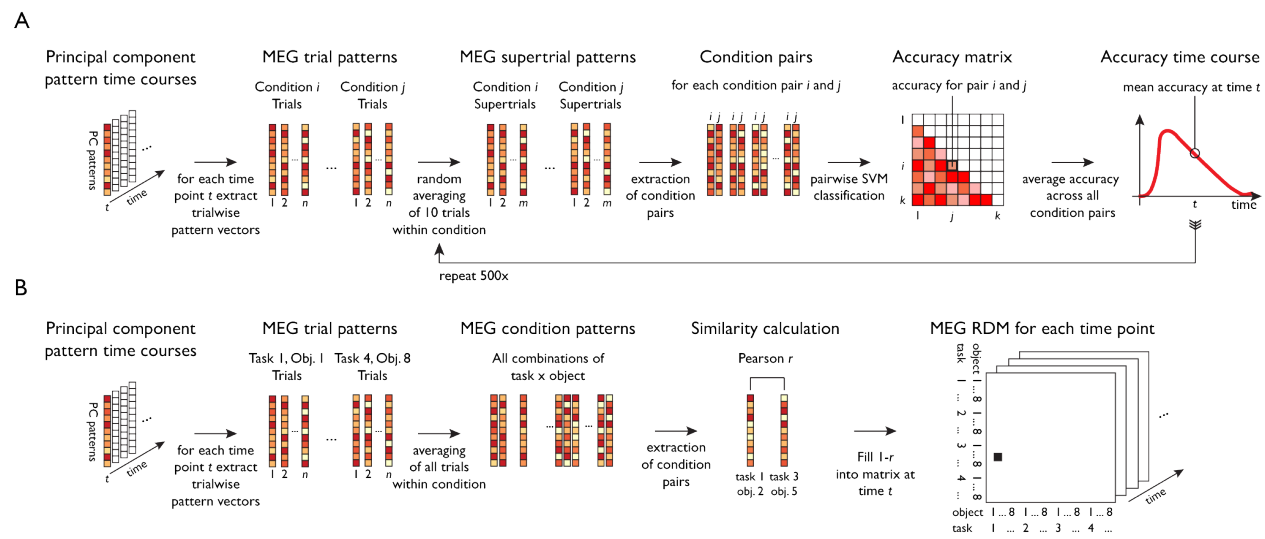 A
Principal component
pattern time courses
PC patterns
t
time
...
for each time
point t extract
trialwise
pattern vectors
MEG trial patterns
Condition i
Trials
1 2 ... n
...
Condition j
Trials
1 2 ... n
random
averaging
of 10 trials
within condition
MEG supertrial patterns
Condition i
Supertrials
1 2 ... m
...
Condition j
Supertrials
1 2 ... m
extraction
of condition
pairs
Condition pairs
for each condition pair i and j
i j i j i j ... i j
pairwise SVM
classification
Accuracy matrix
accuracy for pair i and j
1
i
k
1 j k
average accuracy
across all
condition pairs
Accuracy time course
mean accuracy at time t
t
time
repeat 500x
B
Principal component
pattern time courses
PC patterns
t
time
...
for each time
point t extract
trialwise
pattern vectors
MEG trial patterns
Task 1, Obj. 1
Trials
1 2 ... n
...
Task 4, Obj. 8
Trials
1 2 ... n
averaging
of all trials
within condition
MEG condition patterns
All combinations of
task x object
... ...
extraction
of condition
pairs
Similarity calculation
Pearson r
task 1 task 3
obj. 2 obj. 5
Fill 1-r
into matrix at
time t
MEG RDM for each time point
task
object
1 ... 2 ... 3 ... 4 ...
1 ... 8 1 ... 8 1 ... 8 1 ... 8
...
time
object 1 ... 8 1 ... 8 1 ... 8 1 ... 8
task 1 ... 2 ... 3 ... 4 ...